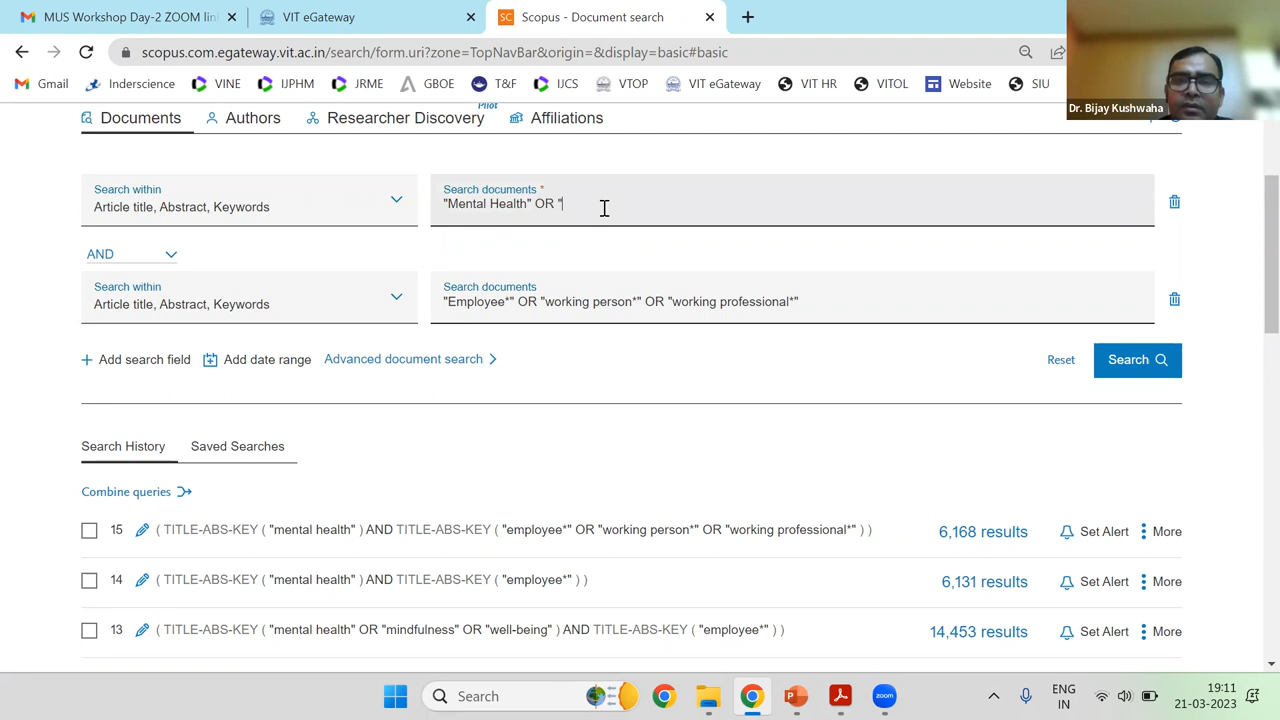 MUS Workshop Day-2 ZOOM lin
VIT eGateway
SC Scopus - Document search
scopus.com.egateway.vit.ac.in/search/form.uri?zone=TopNavBar&origin=&display=basic#basic
Gmail Inderscience VINE IJPHM JRME GBOE T&F IJCS VTOP VIT eGateway VIT HR VITOL Website SIU
Dr. Bijay Kushwaha
Pilot
Documents Authors Researcher Discovery Affiliations
Search within
Article title, Abstract, Keywords
Search documents *
"Mental Health" OR "
AND
Search within
Article title, Abstract, Keywords
Search documents
"Employee*" OR "working person*" OR "working professional*"
Add search field Add date range Advanced document search Reset Search
Search History Saved Searches
Combine queries
15 ( TITLE-ABS-KEY ( "mental health" ) AND TITLE-ABS-KEY ( "employee*" OR "working person*" OR "working professional*" ) ) 6,168 results Set Alert More
14 ( TITLE-ABS-KEY ( "mental health" ) AND TITLE-ABS-KEY ( "employee*" ) ) 6,131 results Set Alert More
13 ( TITLE-ABS-KEY ( "mental health" OR "mindfulness" OR "well-being" ) AND TITLE-ABS-KEY ( "employee*" ) ) 14,453 results Set Alert More
Search
zoom
ENG
IN
19:11
21-03-2023